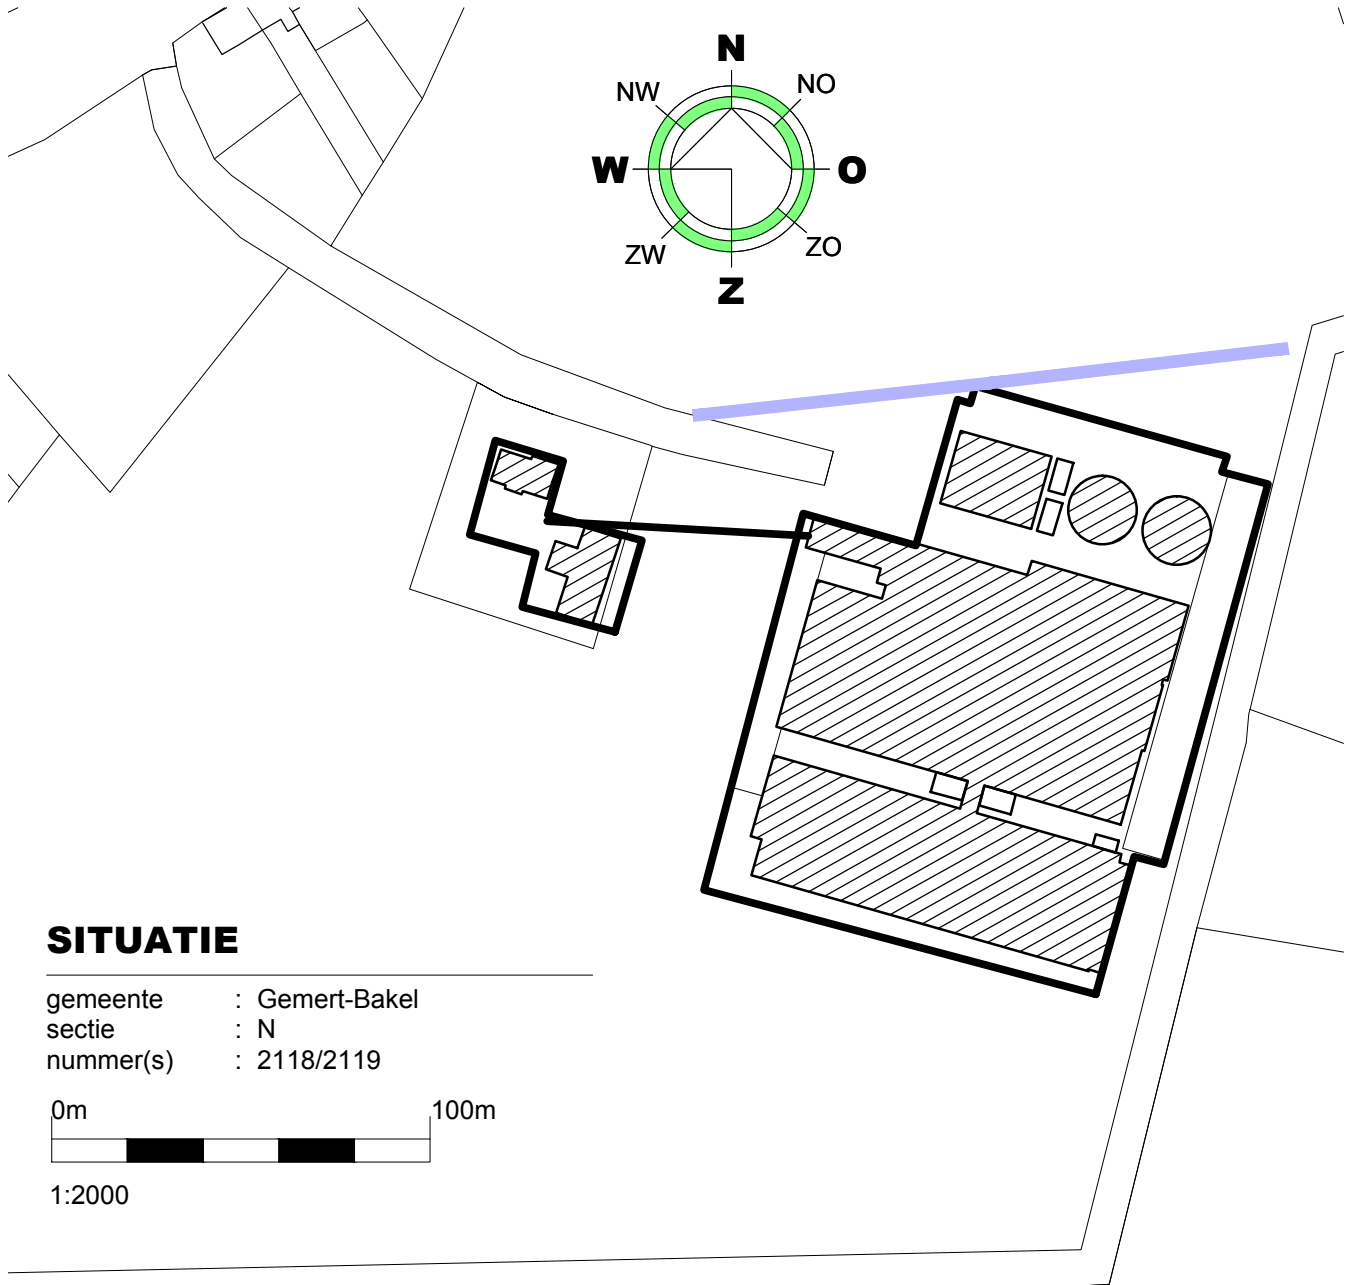 N
NW
NO
W
O
ZW
ZO
Z
SITUATIE
gemeente : Gemert-Bakel
sectie : N
nummer(s) : 2118/2119
0m 100m
1:2000